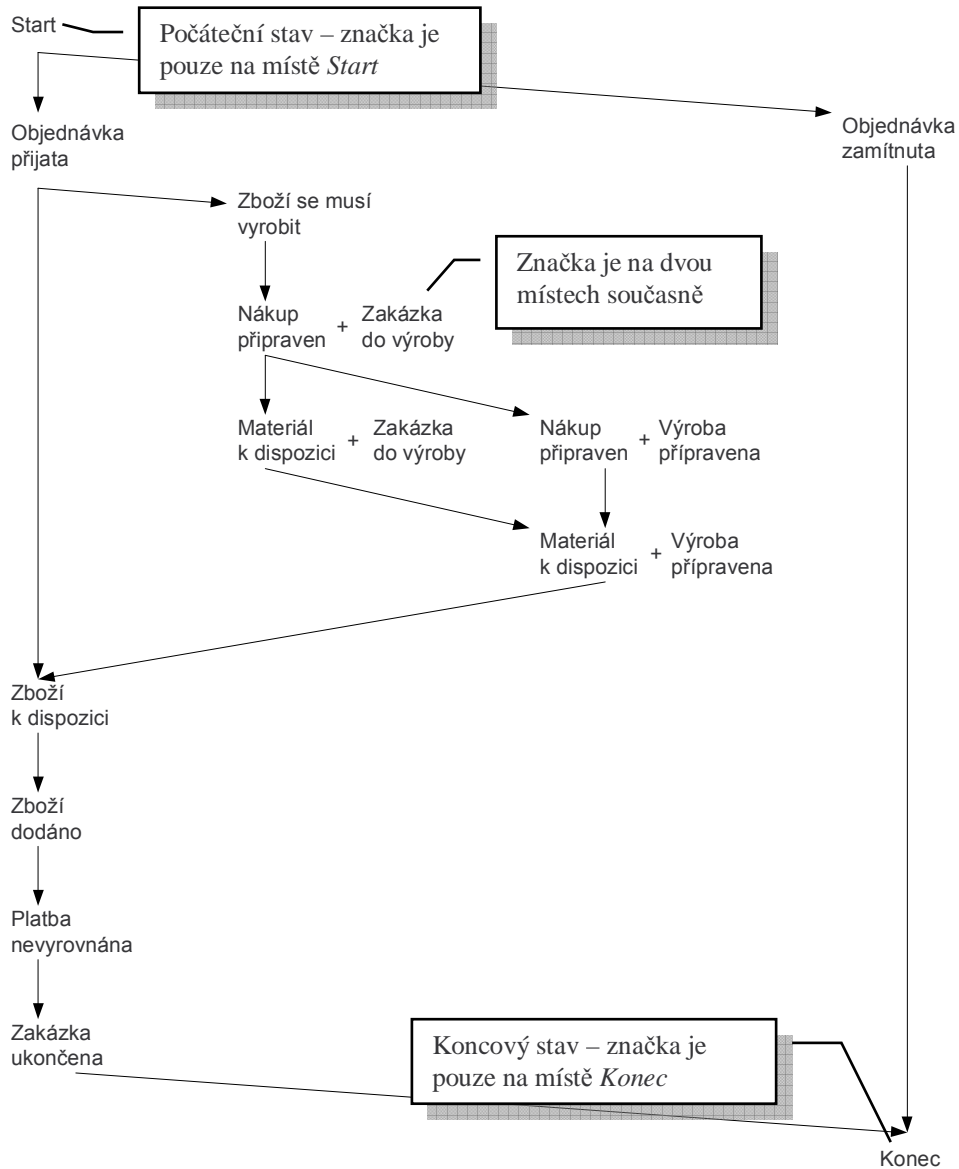 Start
Počáteční stav – značka je
pouze na místě Start
Objednávka
přijata
Objednávka
zamítnuta
Zboží se musí
vyrobit
Značka je na dvou
místech současně
Nákup
připraven
+
Zakázka
do výroby
Materiál
k dispozici
+
Zakázka
do výroby
Nákup
připraven
+
Výroba
přípravena
Materiál
k dispozici
+
Výroba
přípravena
Zboží
k dispozici
Zboží
dodáno
Platba
nevyrovnána
Zakázka
ukončena
Koncový stav – značka je
pouze na místě Konec
Konec